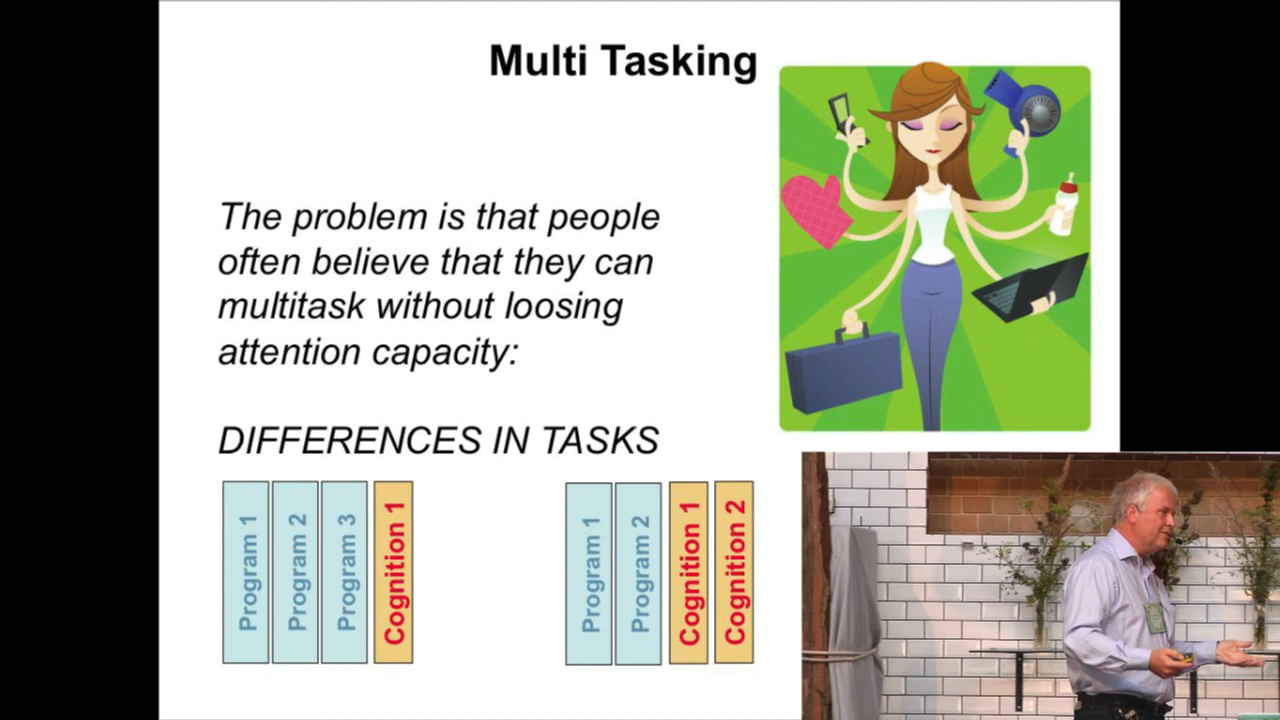 Multi Tasking
The problem is that people
often believe that they can
multitask without loosing
attention capacity:
DIFFERENCES IN TASKS
Program 1
Program 2
Program 3
Cognition 1
Program 1
Program 2
Cognition 1
Cognition 2